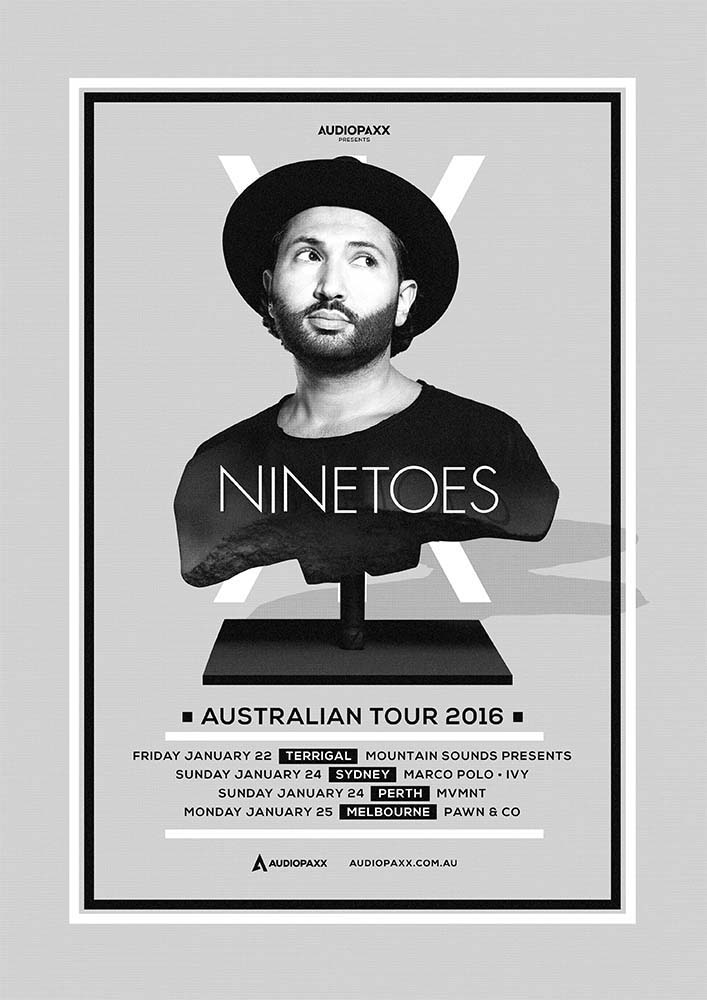 AUDIOPAXX
PRESENTS
NINETOES
AUSTRALIAN TOUR 2016
FRIDAY JANUARY 22 TERRIGAL MOUNTAIN SOUNDS PRESENTS
SUNDAY JANUARY 24 SYDNEY MARCO POLO • IVY
SUNDAY JANUARY 24 PERTH MVMNT
MONDAY JANUARY 25 MELBOURNE PAWN & CO
AUDIOPAXX AUDIOPAXX.COM.AU